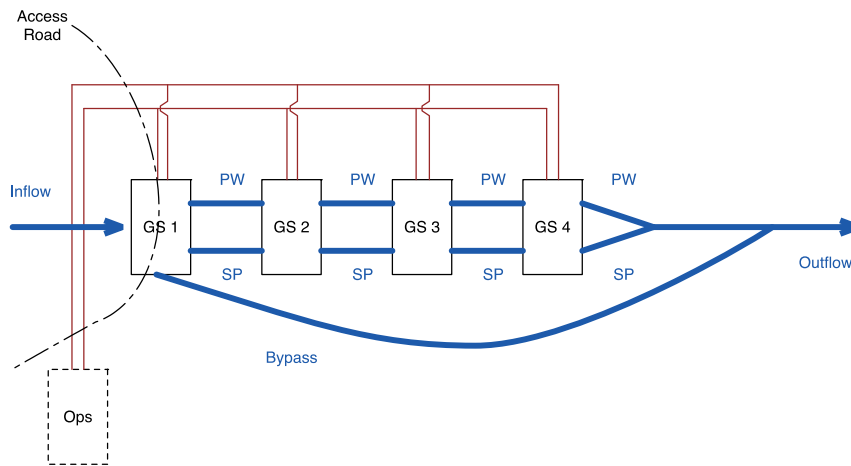 Access
Road
Inflow
PW
PW
PW
PW
GS 1
GS 2
GS 3
GS 4
SP
SP
SP
SP
Outflow
Bypass
Ops